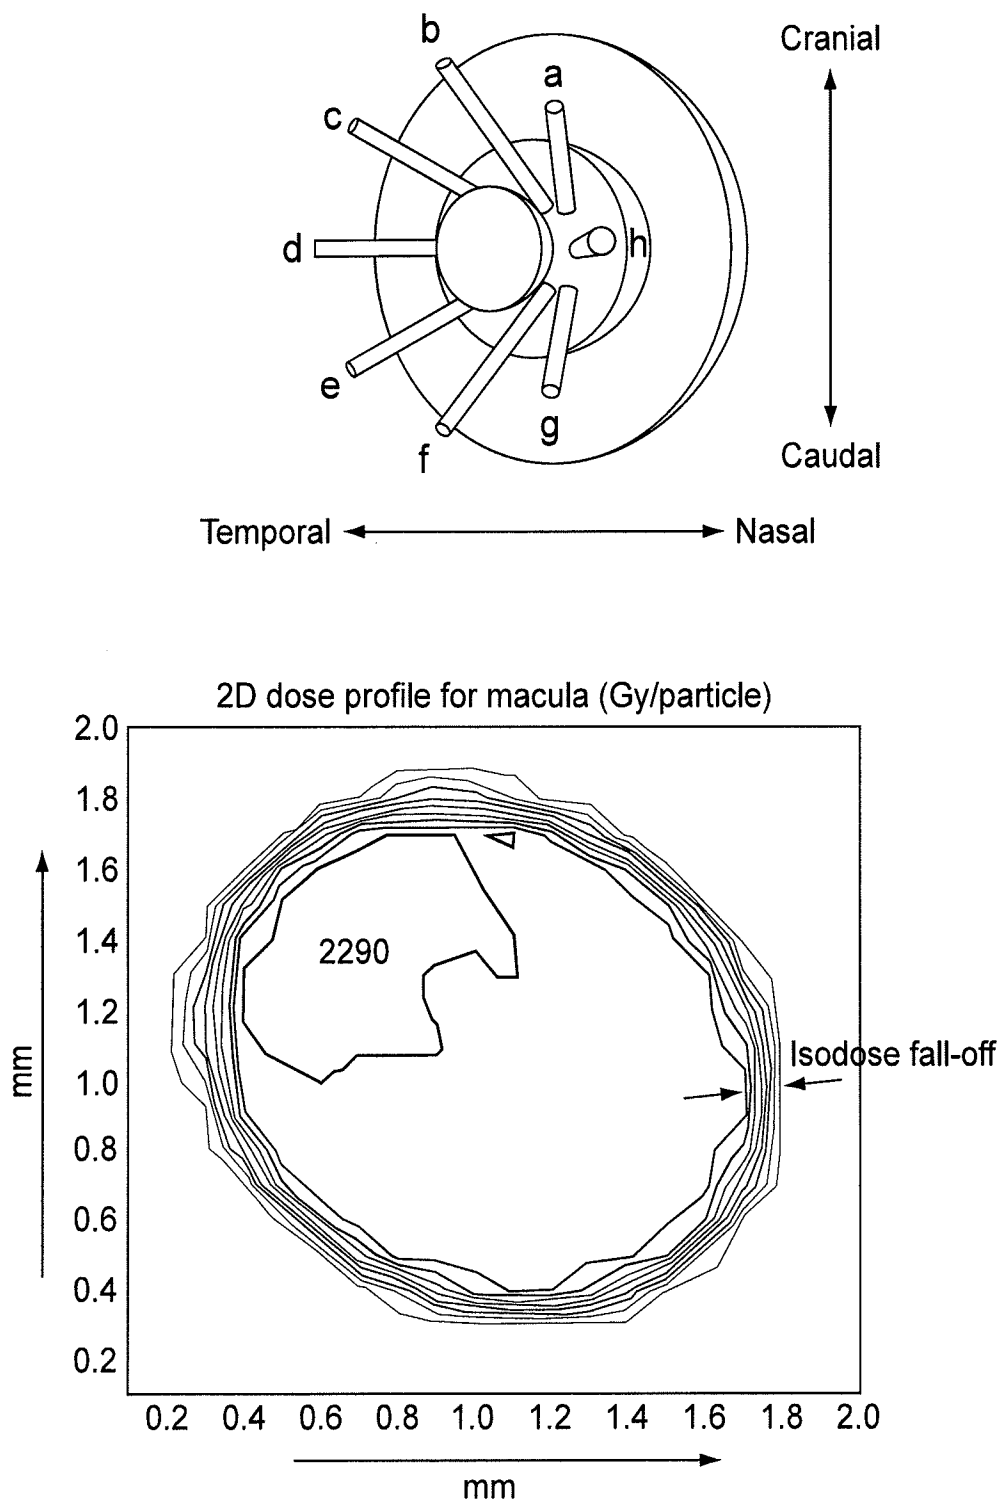 b
a
Cranial
c
d
h
e
g
f
Caudal
Temporal
Nasal
2D dose profile for macula (Gy/particle)
2.0
1.8
1.6
1.4
2290
1.2
Isodose fall-off
1.0
mm
0.8
0.6
0.4
0.2
0.2 0.4 0.6 0.8 1.0 1.2 1.4 1.6 1.8 2.0
mm